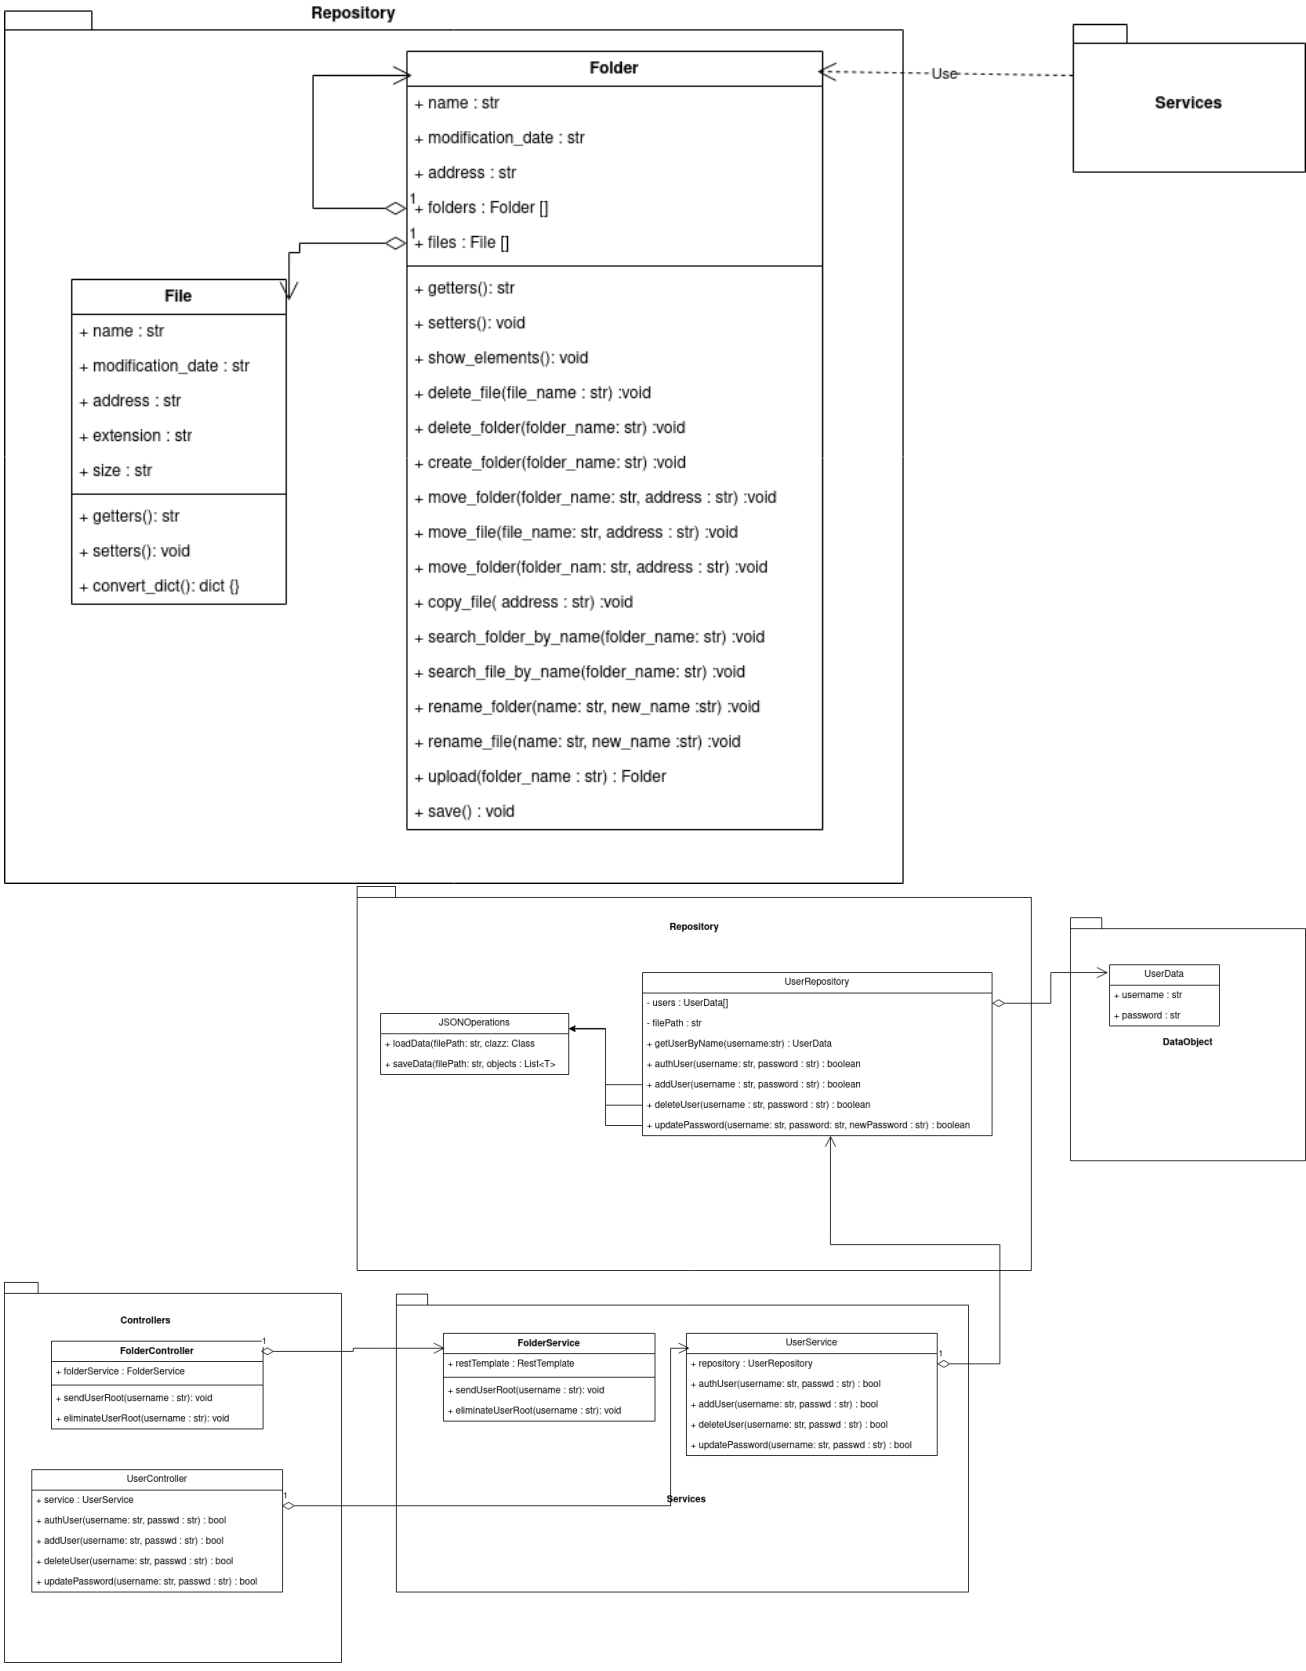 Repository
Folder
+ name : str
+ modification_date : str
+ address : str
1
+ folders : Folder []
1
+ files : File []
+ getters(): str
+ setters(): void
+ show_elements(): void
+ delete_file(file_name : str) :void
+ delete_folder(folder_name: str) :void
+ create_folder(folder_name: str) :void
+ move_folder(folder_name: str, address : str) :void
+ move_file(file_name: str, address : str) :void
+ move_folder(folder_nam: str, address : str) :void
+ copy_file( address : str) :void
+ search_folder_by_name(folder_name: str) :void
+ search_file_by_name(folder_name: str) :void
+ rename_folder(name: str, new_name :str) :void
+ rename_file(name: str, new_name :str) :void
+ upload(folder_name : str) : Folder
+ save() : void
Use
Services
File
+ name : str
+ modification_date : str
+ address : str
+ extension : str
+ size : str
+ getters(): str
+ setters(): void
+ convert_dict(): dict {}
Repository
UserRepository
- users : UserData[]
- filePath : str
+ getUserByName(username:str) : UserData
+ authUser(username: str, password : str) : boolean
+ addUser(username : str, password : str) : boolean
+ deleteUser(username : str, password : str) : boolean
+ updatePassword(username: str, password: str, newPassword : str) : boolean
JSONOperations
+ loadData(filePath: str, clazz: Class
+ saveData(filePath: str, objects : List<T>
UserData
+ username : str
+ password : str
DataObject
Controllers
FolderController
1
+ folderService : FolderService
+ sendUserRoot(username : str): void
+ eliminateUserRoot(username : str): void
UserController
1
+ service : UserService
+ authUser(username: str, passwd : str) : bool
+ addUser(username: str, passwd : str) : bool
+ deleteUser(username: str, passwd : str) : bool
+ updatePassword(username: str, passwd : str) : bool
FolderService
+ restTemplate : RestTemplate
+ sendUserRoot(username : str): void
+ eliminateUserRoot(username : str): void
UserService
1
+ repository : UserRepository
+ authUser(username: str, passwd : str) : bool
+ addUser(username: str, passwd : str) : bool
+ deleteUser(username: str, passwd : str) : bool
+ updatePassword(username: str, passwd : str) : bool
Services